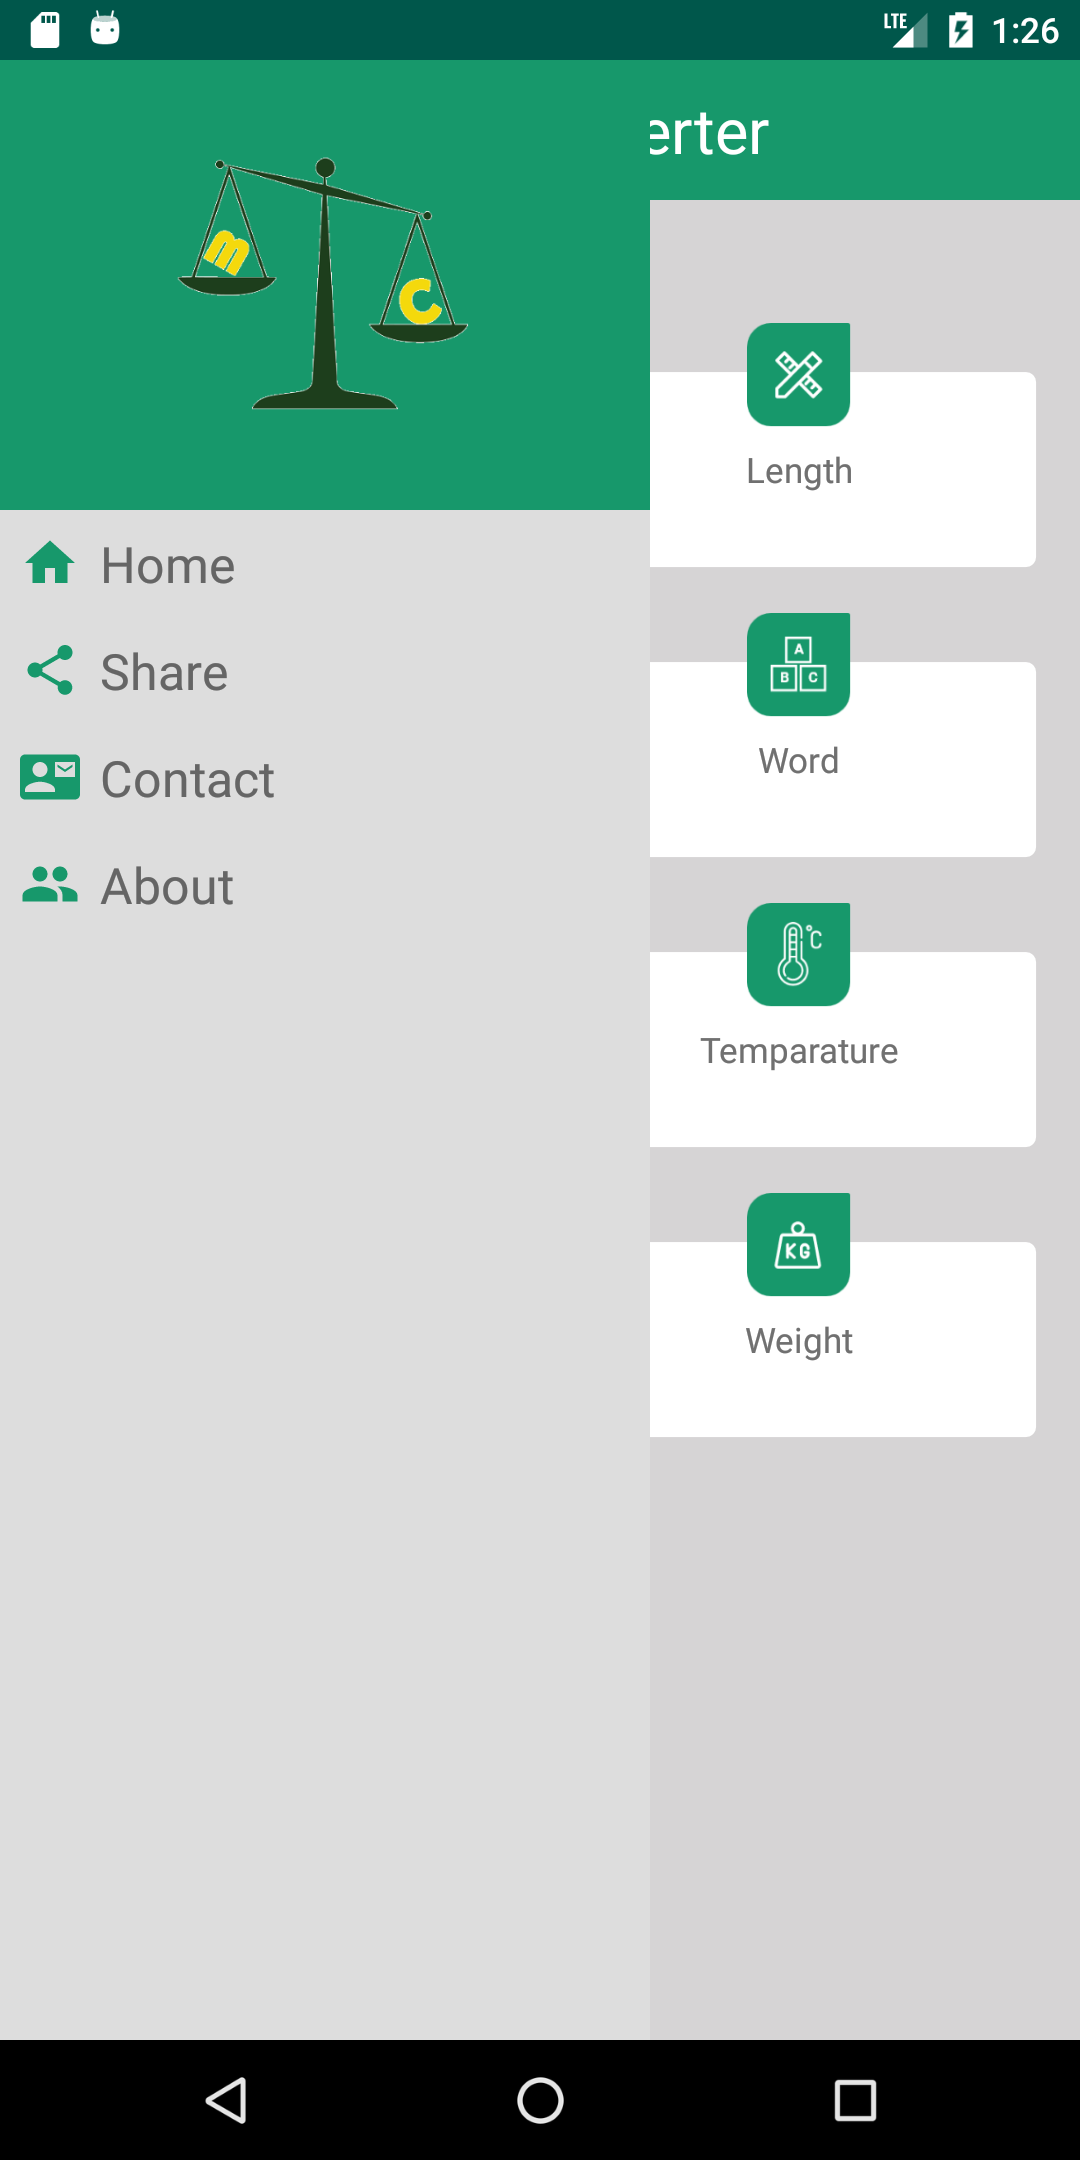 LTE 1:26
erter
m
C
Home
Share
Contact
About
Length
A
B C
Word
°C
Temparature
KG
Weight